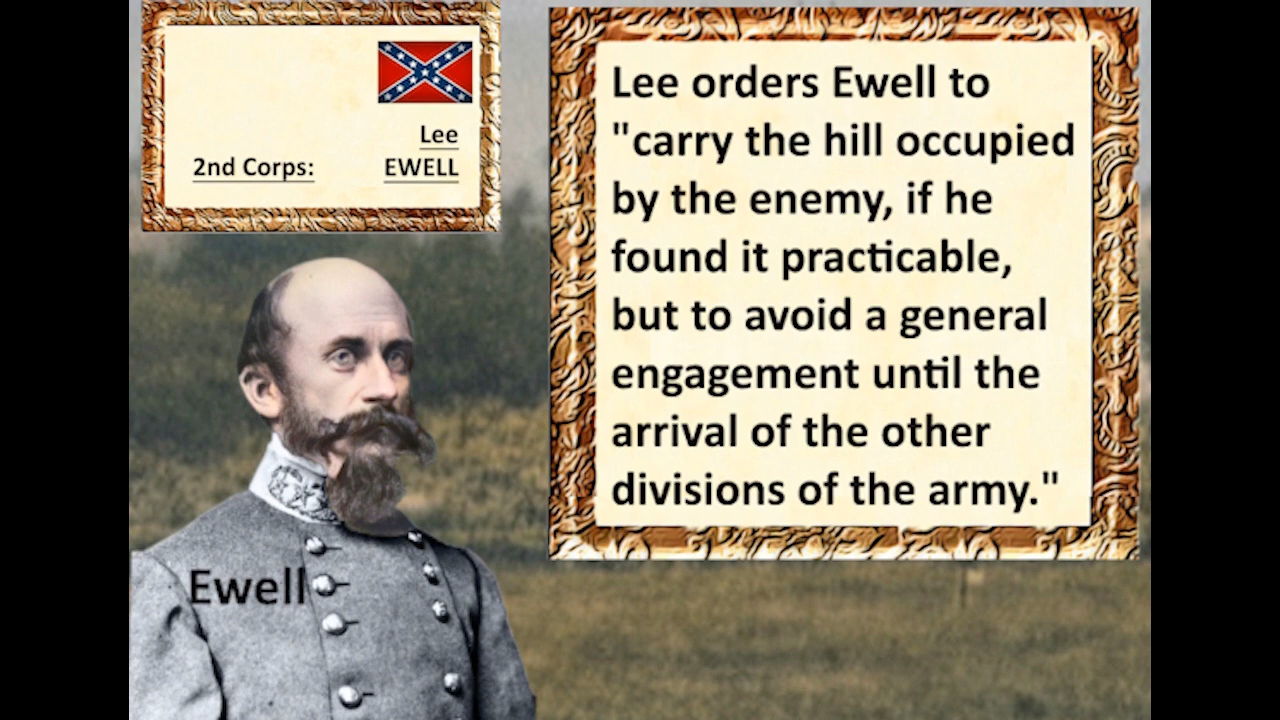 Lee
2nd Corps: EWELL
Lee orders Ewell to
"carry the hill occupied
by the enemy, if he
found it practicable,
but to avoid a general
engagement until the
arrival of the other
divisions of the army."
Ewell